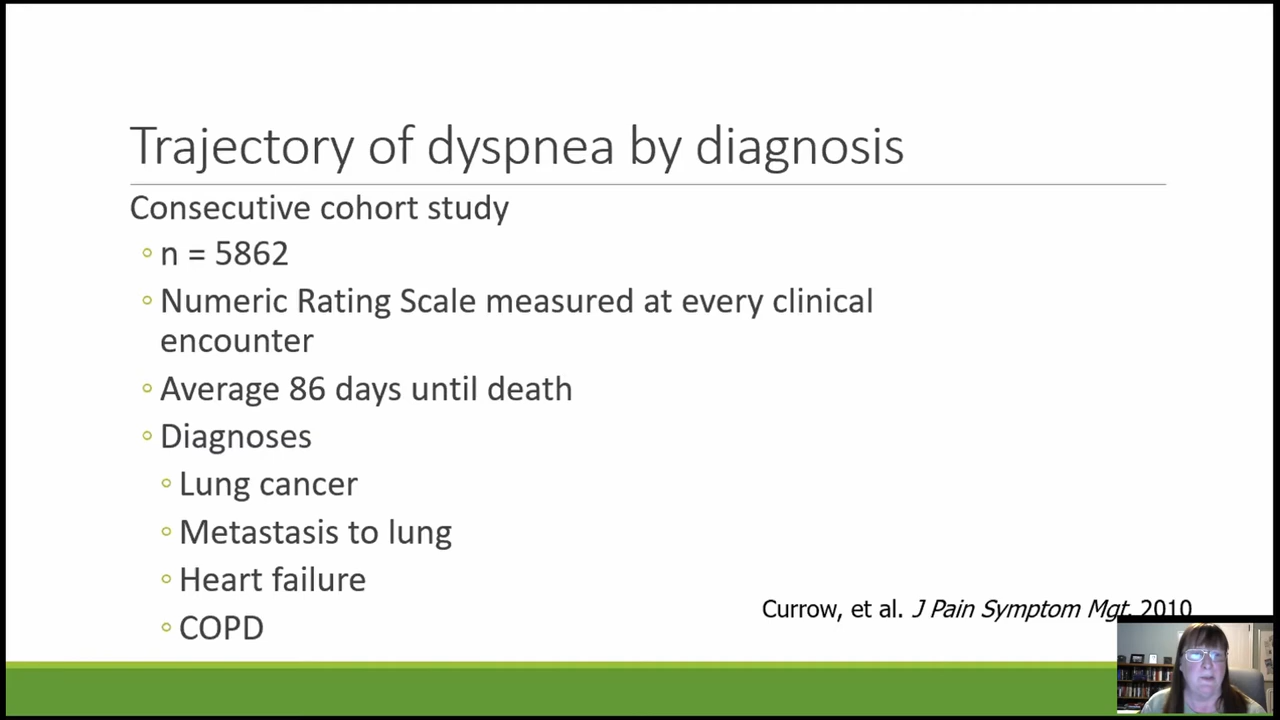 Trajectory of dyspnea by diagnosis
Consecutive cohort study
n = 5862
Numeric Rating Scale measured at every clinical
encounter
Average 86 days until death
Diagnoses
Lung cancer
Metastasis to lung
Heart failure
COPD
Currow, et al. J Pain Symptom Mgt. 2010